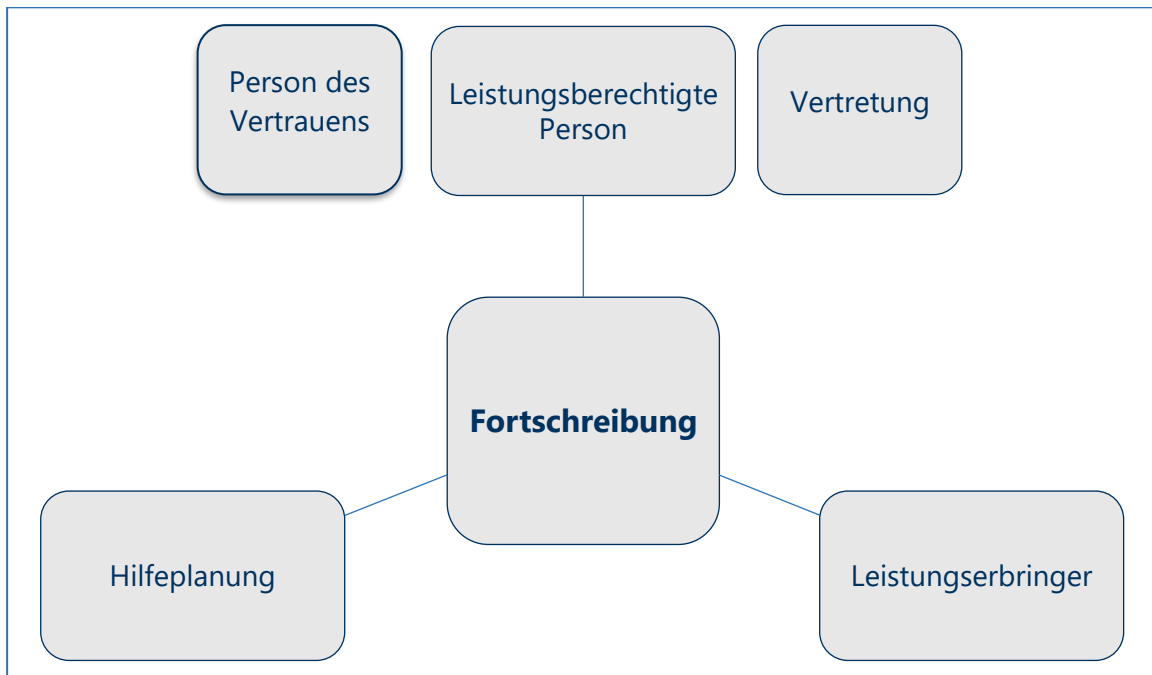 Person des
Vertrauens
Leistungsberechtigte
Person
Vertretung
Fortschreibung
Hilfeplanung
Leistungserbringer